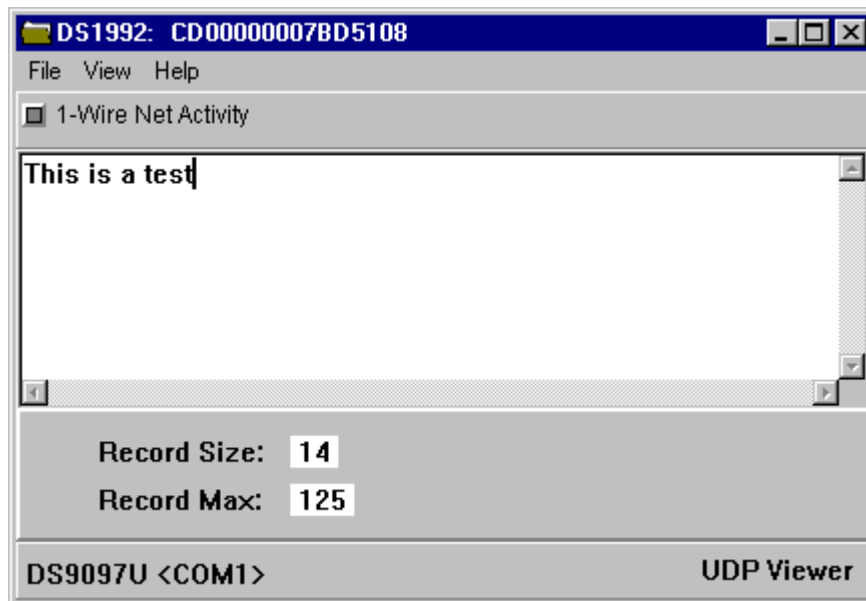 DS1992: CD00000007BD5108
File View Help
1-Wire Net Activity
This is a test
Record Size: 14
Record Max: 125
DS9097U <COM1> UDP Viewer